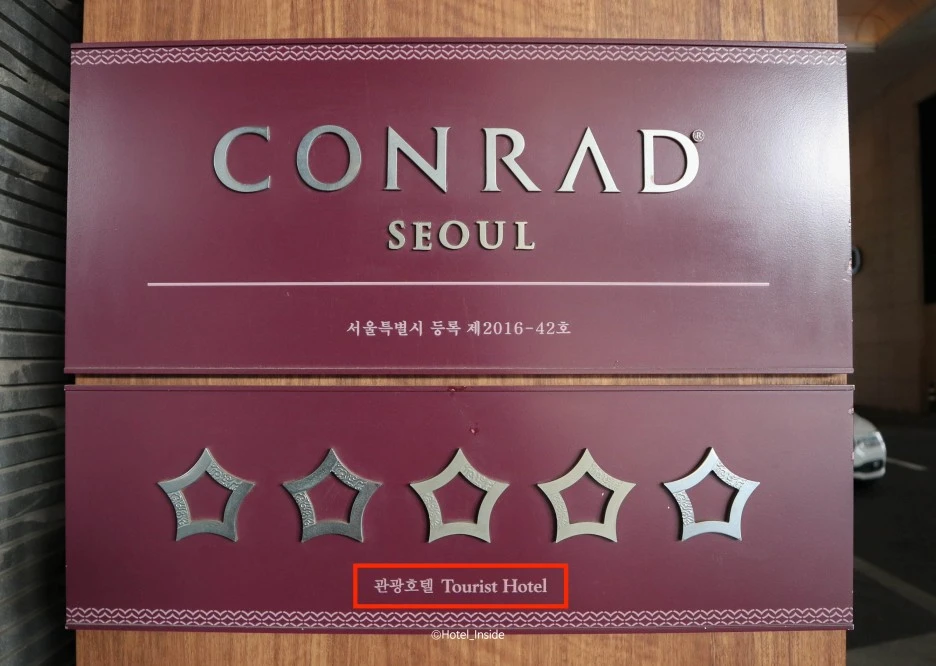 CONRAD®
SEOUL
서울특별시 등록 제2016-42호
관광호텔 Tourist Hotel
©Hotel_Inside